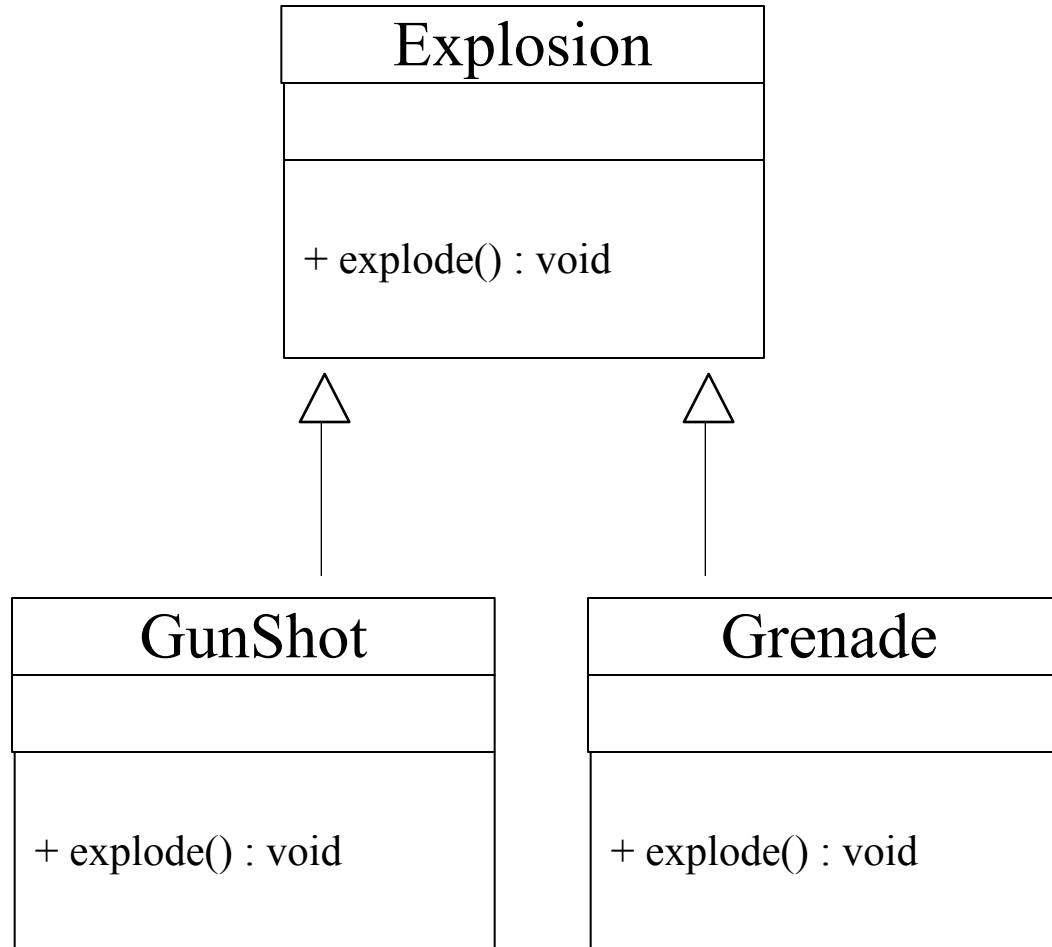 Explosion
+ explode() : void
GunShot
Grenade
+ explode() : void
+ explode() : void